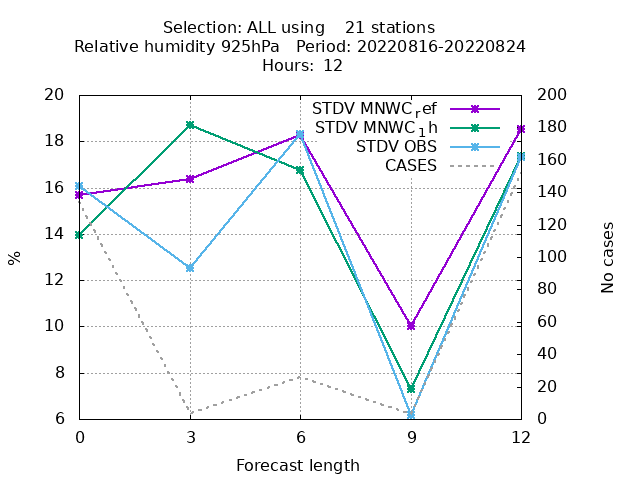 Selection: ALL using    21 stations
Relative humidity 925hPa   Period: 20220816-20220824
Hours: 12
STDV MNWC_ref
STDV MNWC_1h
STDV OBS
CASES
20
18
16
14
12
10
8
6
200
180
160
140
120
100
80
60
40
20
0
%
No cases
0 3 6 9 12
Forecast length